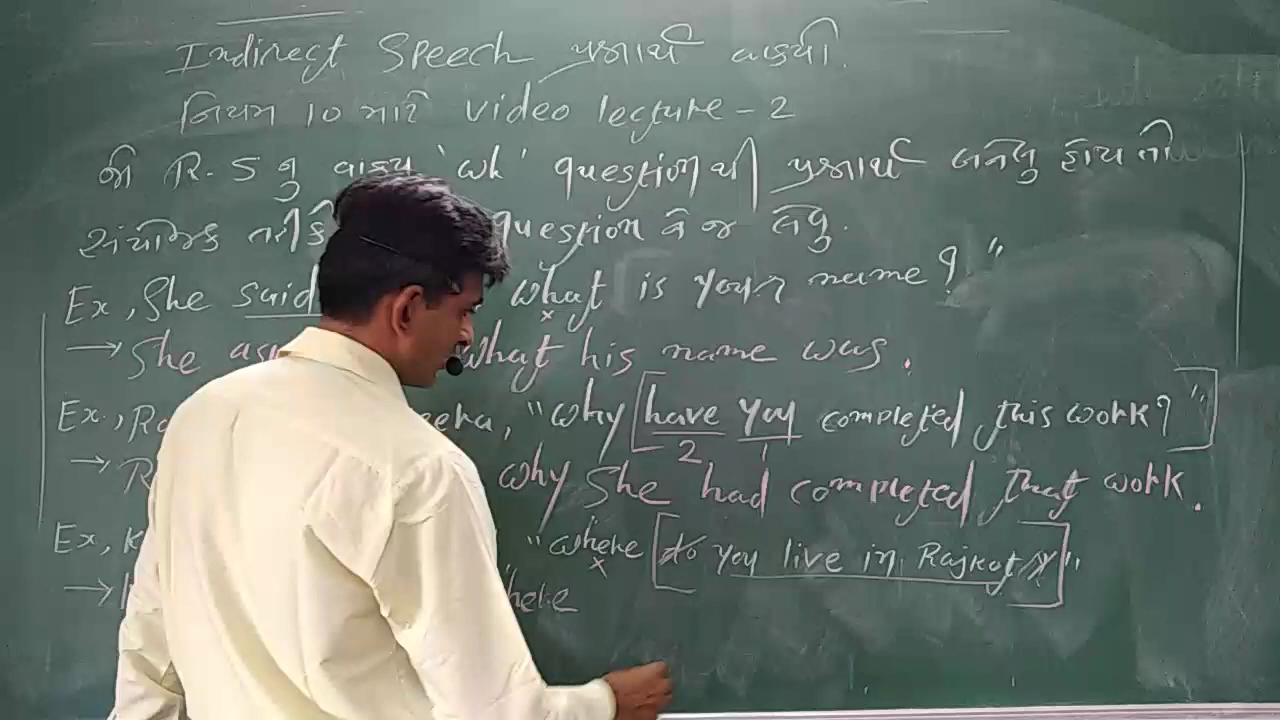 Indirect Speech પ્રશ્નાર્થ વાક્યો.
નિયમ 10 માટે video lecture - 2
જો R.S નુ વાક્ય 'wh' question થી પ્રશ્નાર્થ બનેલુ હોય તો
સંયોજક તરીકે question ને જ લેવુ.
Ex, She said what is your name ? "
→ She what his name was.
Ex., "why [have you completed this work? "]
2 1
→ why she had completed that work.
Ex, "where [do you live in Rajkot ?"]
→